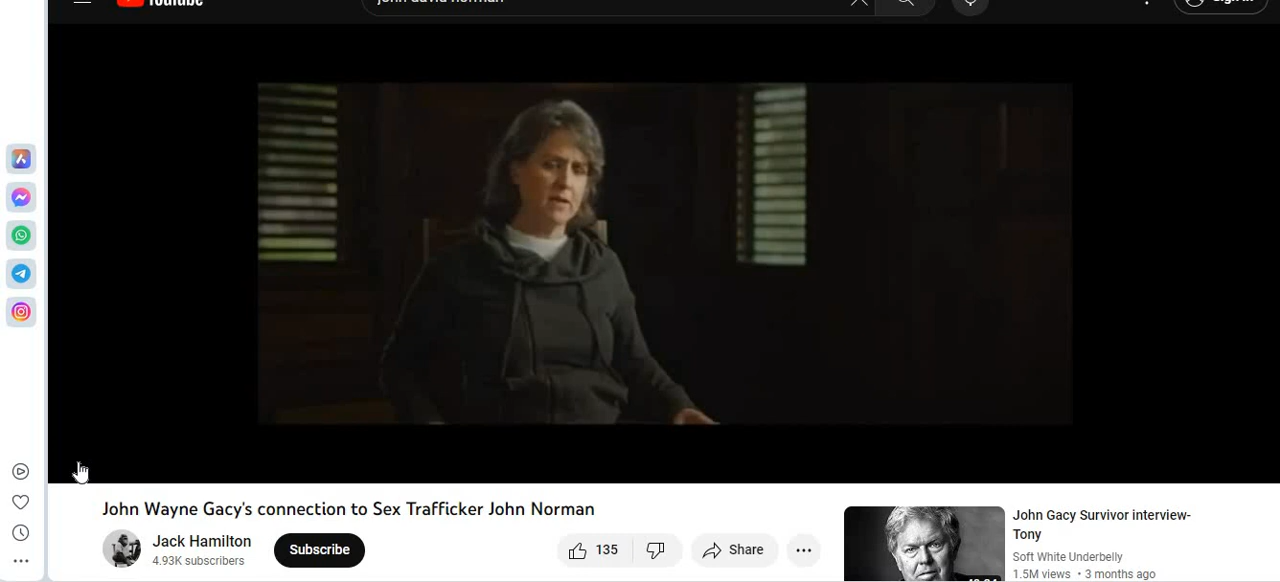 John Wayne Gacy's connection to Sex Trafficker John Norman
Jack Hamilton
4.93K subscribers
Subscribe
135
Share
John Gacy Survivor interview-
Tony
Soft White Underbelly
1.5M views • 3 months ago